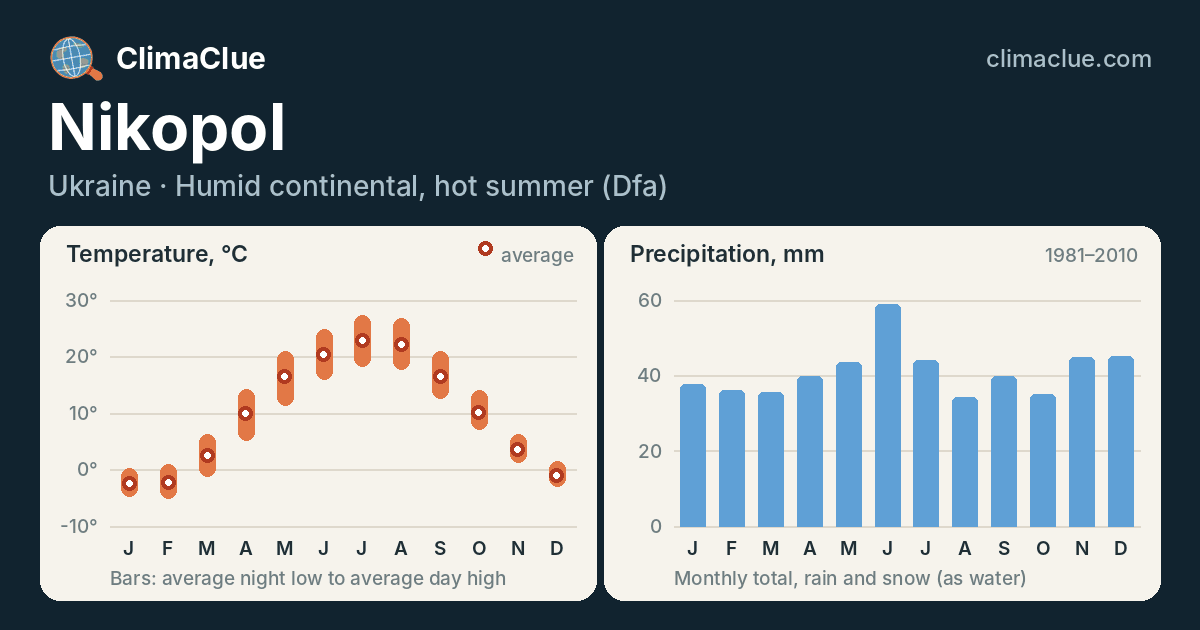 ClimaClue
climaclue.com
Nikopol
Ukraine · Humid continental, hot summer (Dfa)
Temperature, °C
average
30°
20°
10°
0°
-10°
J F M A M J J A S O N D
Bars: average night low to average day high
Precipitation, mm
1981–2010
60
40
20
0
J F M A M J J A S O N D
Monthly total, rain and snow (as water)